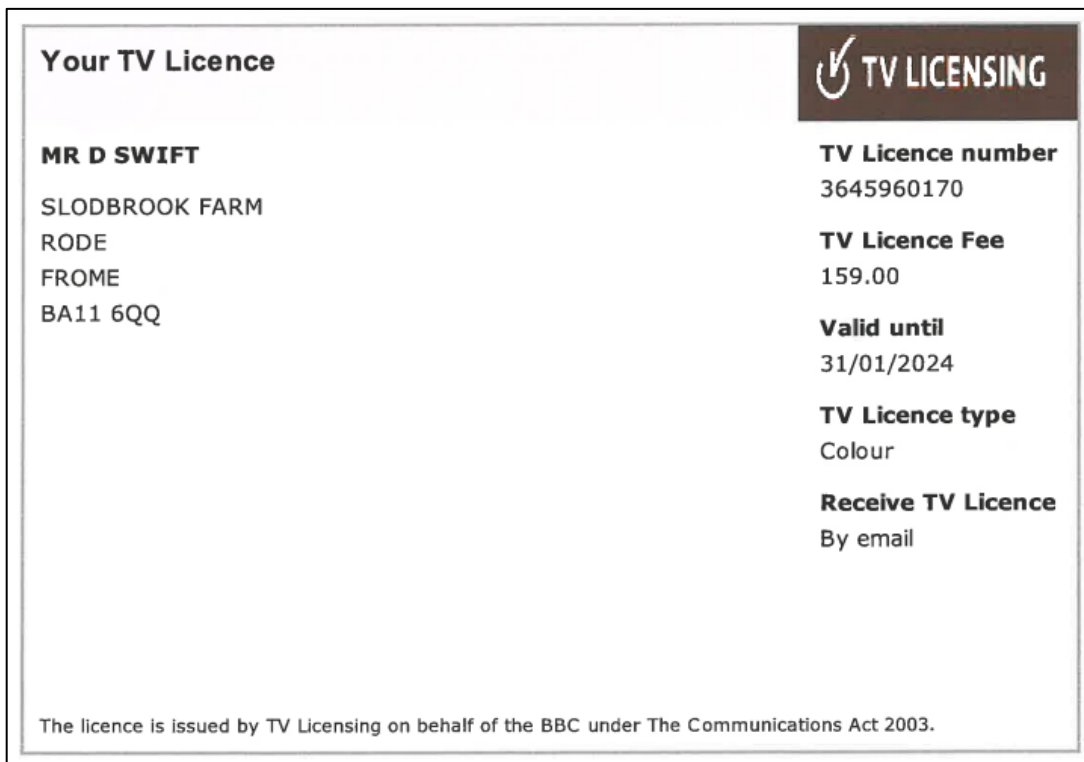 Your TV Licence
TV LICENSING
MR D SWIFT
SLODBROOK FARM
RODE
FROME
BA11 6QQ
TV Licence number
3645960170
TV Licence Fee
159.00
Valid until
31/01/2024
TV Licence type
Colour
Receive TV Licence
By email
The licence is issued by TV Licensing on behalf of the BBC under The Communications Act 2003.